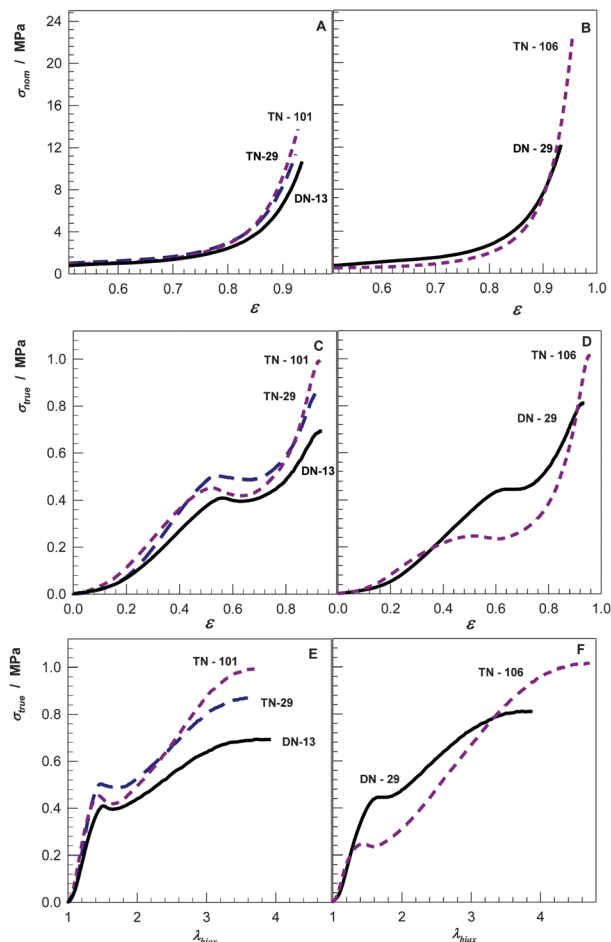 A
B
24
20
16
12
8
4
0
σnom / MPa
TN - 101
TN-29
DN-13
TN - 106
DN - 29
0.6 0.7 0.8 0.9
0.6 0.7 0.8 0.9 1.0
ε
ε
C
D
1.0
0.8
0.6
0.4
0.2
0.0
σtrue / MPa
TN - 101
TN-29
DN-13
TN - 106
DN - 29
0.0 0.2 0.4 0.6 0.8
0.0 0.2 0.4 0.6 0.8 1.0
ε
ε
E
F
1.0
0.8
0.6
0.4
0.2
0.0
σtrue / MPa
TN - 101
TN-29
DN-13
TN - 106
DN - 29
1 2 3 4
1 2 3 4
λbiax
λbiax